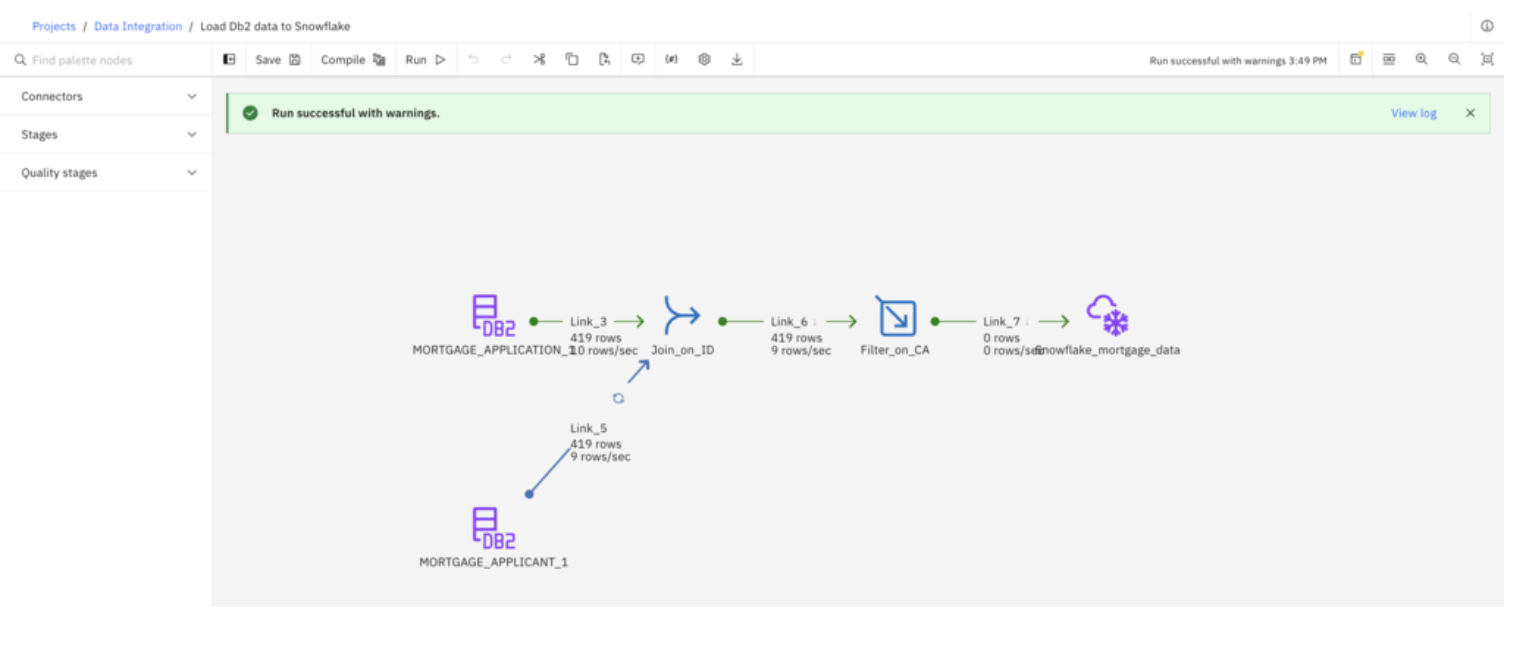 Projects / Data Integration / Load Db2 data to Snowflake
Find palette nodes
Save
Compile
Run
Run successful with warnings 3:49 PM
Connectors
Stages
Quality stages
Run successful with warnings.
View log
DB2
MORTGAGE_APPLICATION_1
Link_3
419 rows
10 rows/sec
Join_on_ID
Link_6
419 rows
9 rows/sec
Filter_on_CA
Link_7
0 rows
0 rows/sec
Snowflake_mortgage_data
Link_5
419 rows
9 rows/sec
DB2
MORTGAGE_APPLICANT_1